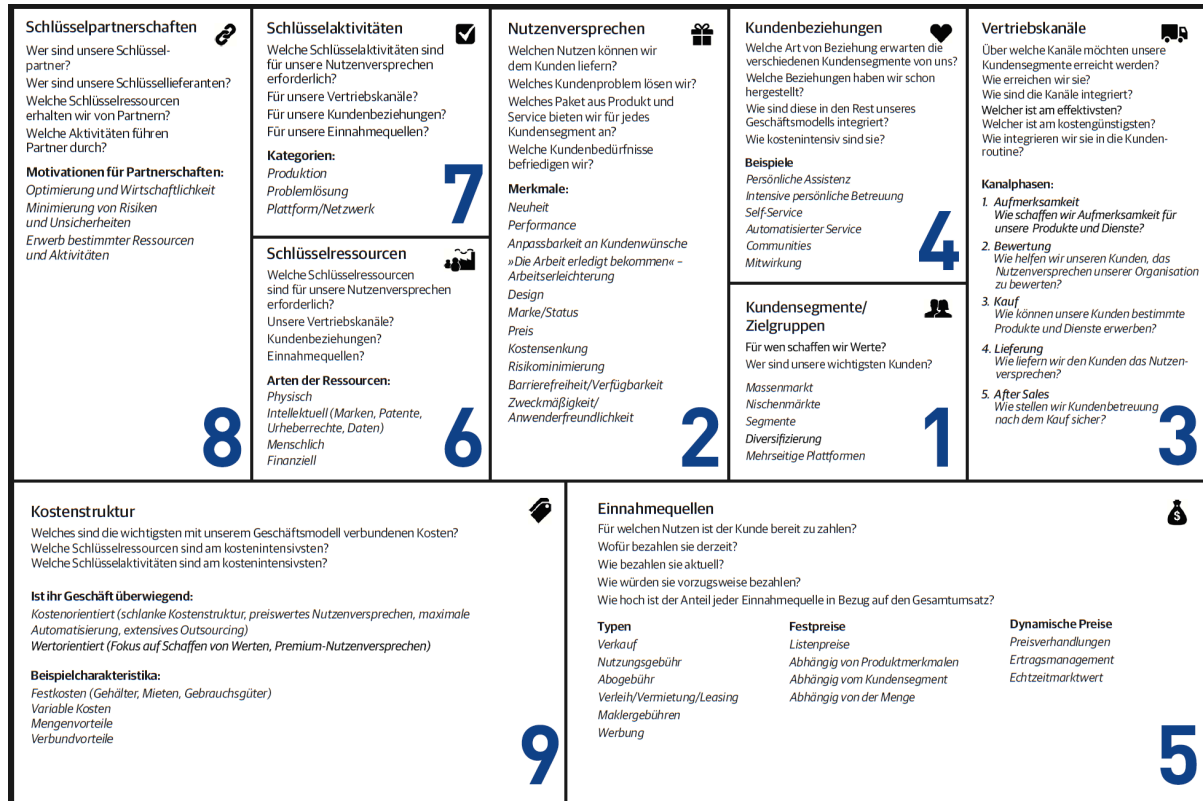 Schlüsselpartnerschaften
Wer sind unsere Schlüssel-
partner?
Wer sind unsere Schlüssellieferanten?
Welche Schlüsselressourcen
erhalten wir von Partnern?
Welche Aktivitäten führen
Partner durch?
Motivationen für Partnerschaften:
Optimierung und Wirtschaftlichkeit
Minimierung von Risiken
und Unsicherheiten
Erwerb bestimmter Ressourcen
und Aktivitäten
8
Schlüsselaktivitäten
Welche Schlüsselaktivitäten sind
für unsere Nutzenversprechen
erforderlich?
Für unsere Vertriebskanäle?
Für unsere Kundenbeziehungen?
Für unsere Einnahmequellen?
Kategorien:
Produktion
Problemlösung
Plattform/Netzwerk
7
Schlüsselressourcen
Welche Schlüsselressourcen
sind für unsere Nutzenversprechen
erforderlich?
Unsere Vertriebskanäle?
Kundenbeziehungen?
Einnahmequellen?
Arten der Ressourcen:
Physisch
Intellektuell (Marken, Patente,
Urheberrechte, Daten)
Menschlich
Finanziell
6
Nutzenversprechen
Welchen Nutzen können wir
dem Kunden liefern?
Welches Kundenproblem lösen wir?
Welches Paket aus Produkt und
Service bieten wir für jedes
Kundensegment an?
Welche Kundenbedürfnisse
befriedigen wir?
Merkmale:
Neuheit
Performance
Anpassbarkeit an Kundenwünsche
»Die Arbeit erledigt bekommen« –
Arbeitserleichterung
Design
Marke/Status
Preis
Kostensenkung
Risikominimierung
Barrierefreiheit/Verfügbarkeit
Zweckmäßigkeit/
Anwenderfreundlichkeit
2
Kundenbeziehungen
Welche Art von Beziehung erwarten die
verschiedenen Kundensegmente von uns?
Welche Beziehungen haben wir schon
hergestellt?
Wie sind diese in den Rest unseres
Geschäftsmodells integriert?
Wie kostenintensiv sind sie?
Beispiele
Persönliche Assistenz
Intensive persönliche Betreuung
Self-Service
Automatisierter Service
Communities
Mitwirkung
4
Kundensegmente/
Zielgruppen
Für wen schaffen wir Werte?
Wer sind unsere wichtigsten Kunden?
Massenmarkt
Nischenmärkte
Segmente
Diversifizierung
Mehrseitige Plattformen
1
Vertriebskanäle
Über welche Kanäle möchten unsere
Kundensegmente erreicht werden?
Wie erreichen wir sie?
Wie sind die Kanäle integriert?
Welcher ist am effektivsten?
Welcher ist am kostengünstigsten?
Wie integrieren wir sie in die Kunden-
routine?
Kanalphasen:
1. Aufmerksamkeit
Wie schaffen wir Aufmerksamkeit für
unsere Produkte und Dienste?
2. Bewertung
Wie helfen wir unseren Kunden, das
Nutzenversprechen unserer Organisation
zu bewerten?
3. Kauf
Wie können unsere Kunden bestimmte
Produkte und Dienste erwerben?
4. Lieferung
Wie liefern wir den Kunden das Nutzen-
versprechen?
5. After Sales
Wie stellen wir Kundenbetreuung
nach dem Kauf sicher?
3
Kostenstruktur
Welches sind die wichtigsten mit unserem Geschäftsmodell verbundenen Kosten?
Welche Schlüsselressourcen sind am kostenintensivsten?
Welche Schlüsselaktivitäten sind am kostenintensivsten?
Ist ihr Geschäft überwiegend:
Kostenorientiert (schlanke Kostenstruktur, preiswertes Nutzenversprechen, maximale
Automatisierung, extensives Outsourcing)
Wertorientiert (Fokus auf Schaffen von Werten, Premium-Nutzenversprechen)
Beispielcharakteristika:
Festkosten (Gehälter, Mieten, Gebrauchsgüter)
Variable Kosten
Mengenvorteile
Verbundvorteile
9
Einnahmequellen
Für welchen Nutzen ist der Kunde bereit zu zahlen?
Wofür bezahlen sie derzeit?
Wie bezahlen sie aktuell?
Wie würden sie vorzugsweise bezahlen?
Wie hoch ist der Anteil jeder Einnahmequelle in Bezug auf den Gesamtumsatz?
Typen
Verkauf
Nutzungsgebühr
Abogebühr
Verleih/Vermietung/Leasing
Maklergebühren
Werbung
Festpreise
Listenpreise
Abhängig von Produktmerkmalen
Abhängig vom Kundensegment
Abhängig von der Menge
Dynamische Preise
Preisverhandlungen
Ertragsmanagement
Echtzeitmarktwert
$
5